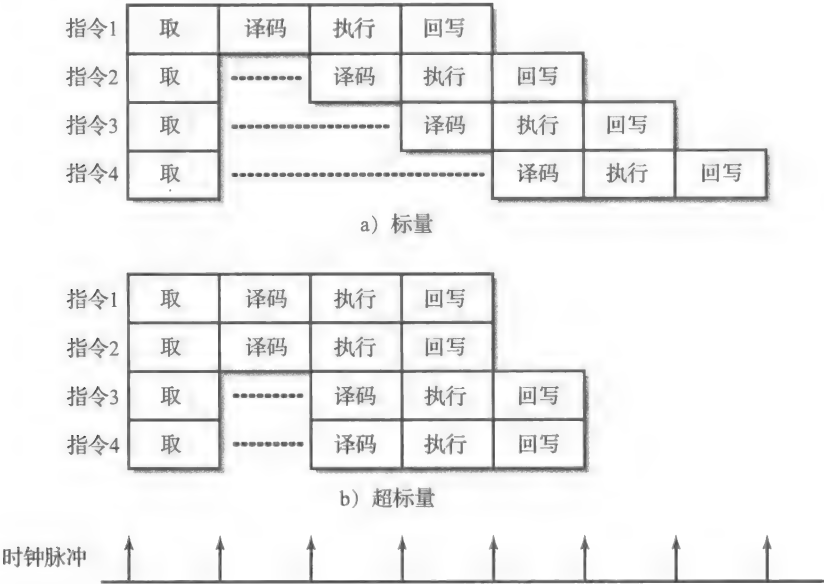 指令1 取 译码 执行 回写
指令2 取 译码 执行 回写
指令3 取 译码 执行 回写
指令4 取 译码 执行 回写
a) 标量
指令1 取 译码 执行 回写
指令2 取 译码 执行 回写
指令3 取 译码 执行 回写
指令4 取 译码 执行 回写
b) 超标量
时钟脉冲